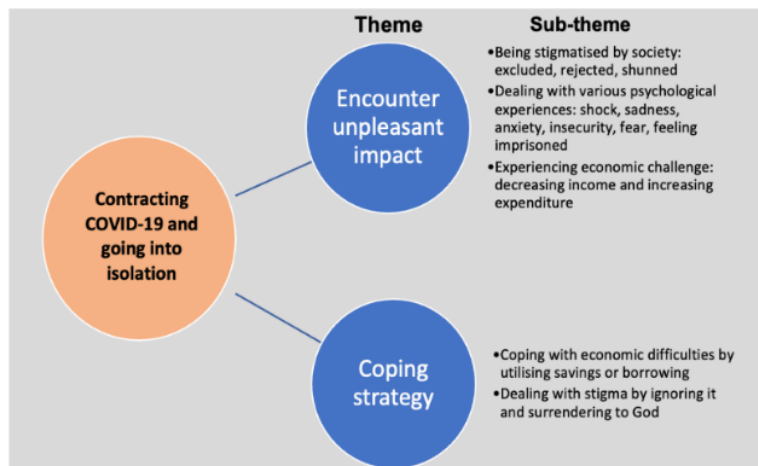 Theme
Sub-theme
•Being stigmatised by society:
excluded, rejected, shunned
•Dealing with various psychological
experiences: shock, sadness,
anxiety, insecurity, fear, feeling
imprisoned
•Experiencing economic challenge:
decreasing income and increasing
expenditure
Encounter
unpleasant
impact
Contracting
COVID-19 and
going into
isolation
Coping
strategy
•Coping with economic difficulties by
utilising savings or borrowing
•Dealing with stigma by ignoring it
and surrendering to God